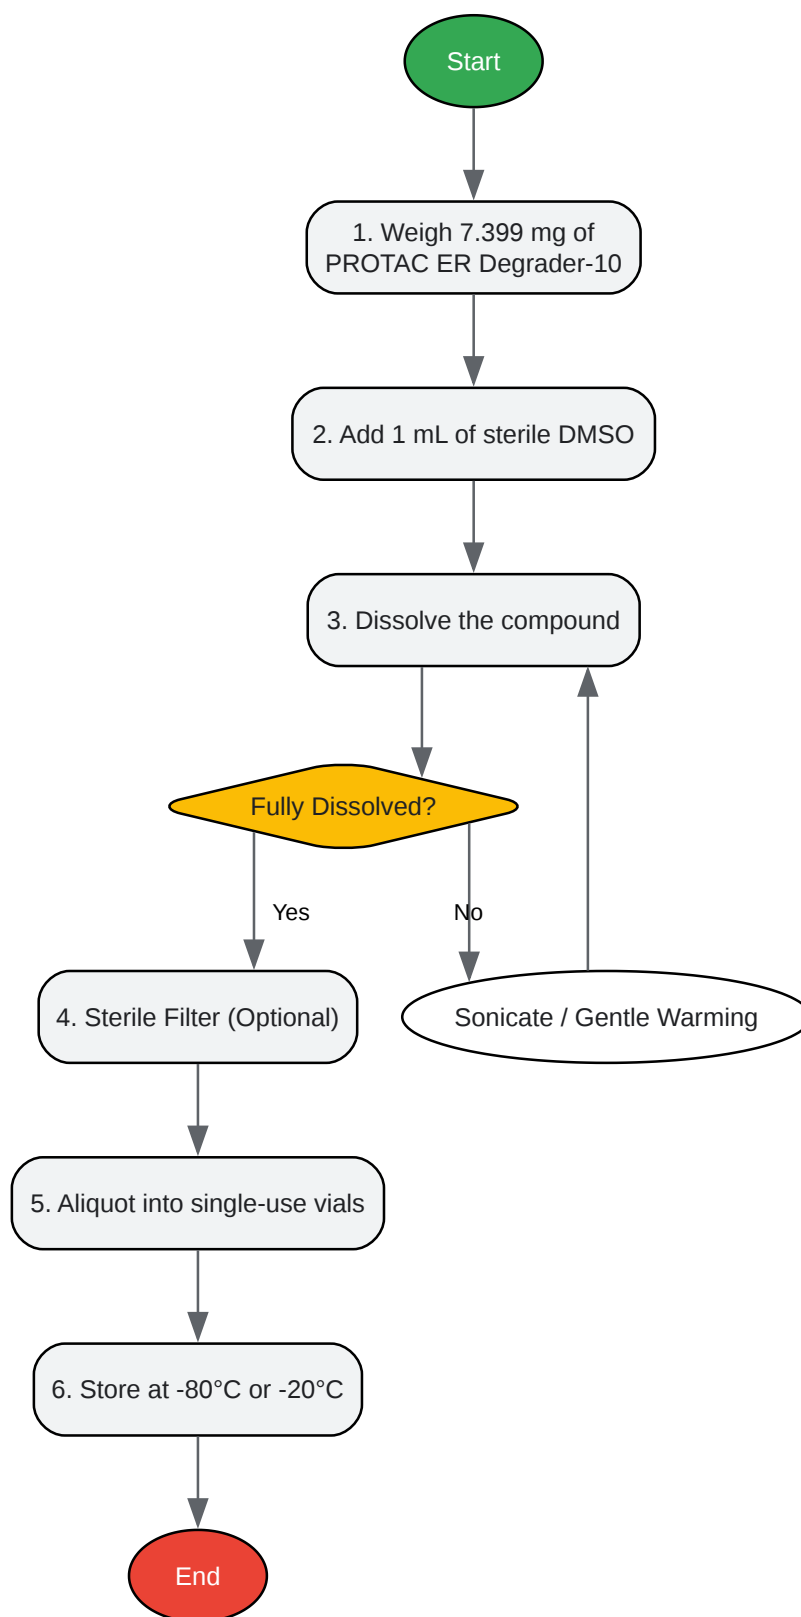 Start
1. Weigh 7.399 mg of
PROTAC ER Degrader-10
2. Add 1 mL of sterile DMSO
3. Dissolve the compound
Fully Dissolved?
Yes
No
4. Sterile Filter (Optional)
Sonicate / Gentle Warming
5. Aliquot into single-use vials
6. Store at -80°C or -20°C
End